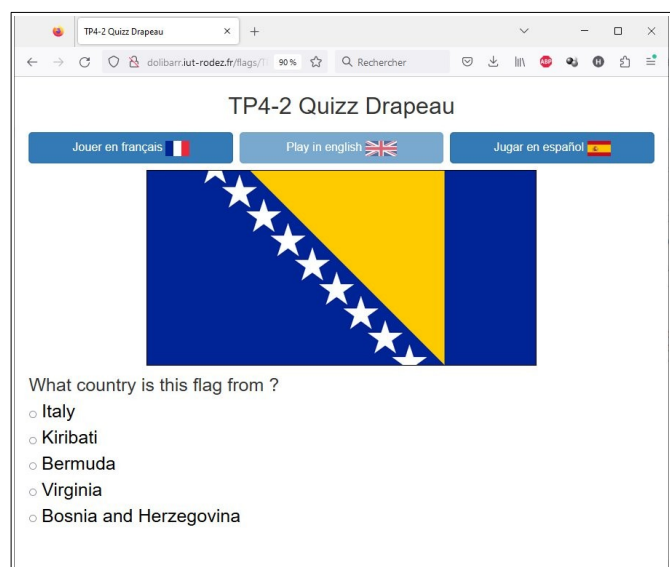 TP4-2 Quizz Drapeau
dolibarr.iut-rodez.fr/flags/
90 %
Rechercher
ABP
H
TP4-2 Quizz Drapeau
Jouer en français
Play in english
Jugar en español
What country is this flag from ?
Italy
Kiribati
Bermuda
Virginia
Bosnia and Herzegovina